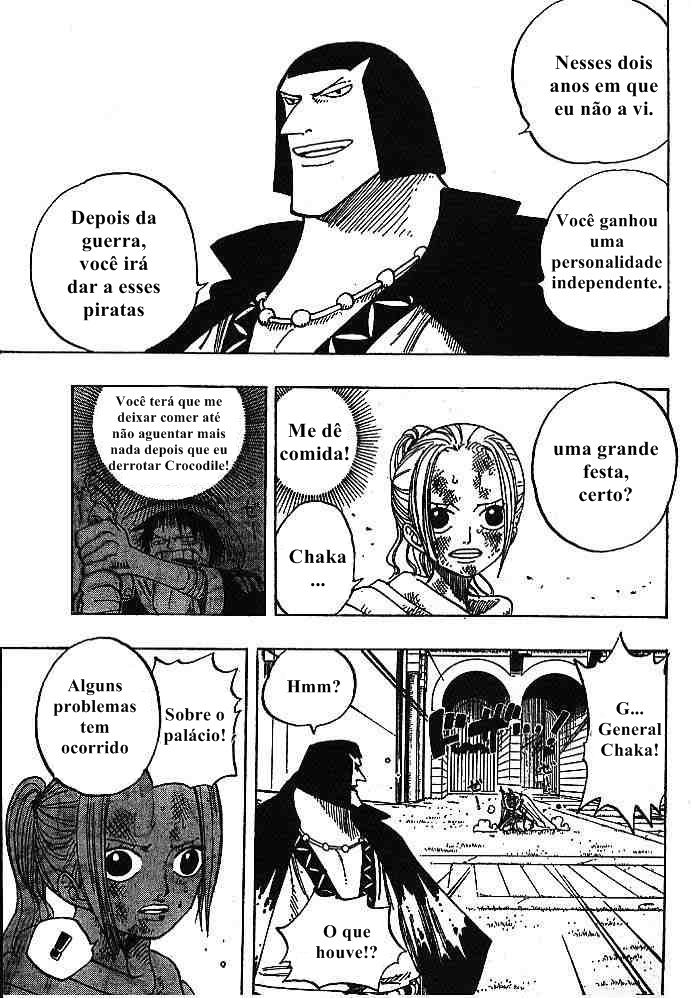 Nesses dois
anos em que
eu não a vi.
Você ganhou
uma
personalidade
independente.
Depois da
guerra,
você irá
dar a esses
piratas
uma grande
festa,
certo?
Me dê
comida!
Chaka
...
Você terá que me
deixar comer até
não aguentar mais
nada depois que eu
derrotar Crocodile!
G...
General
Chaka!
Hmm?
O que
houve!?
Sobre o
palácio!
Alguns
problemas
tem
ocorrido
!